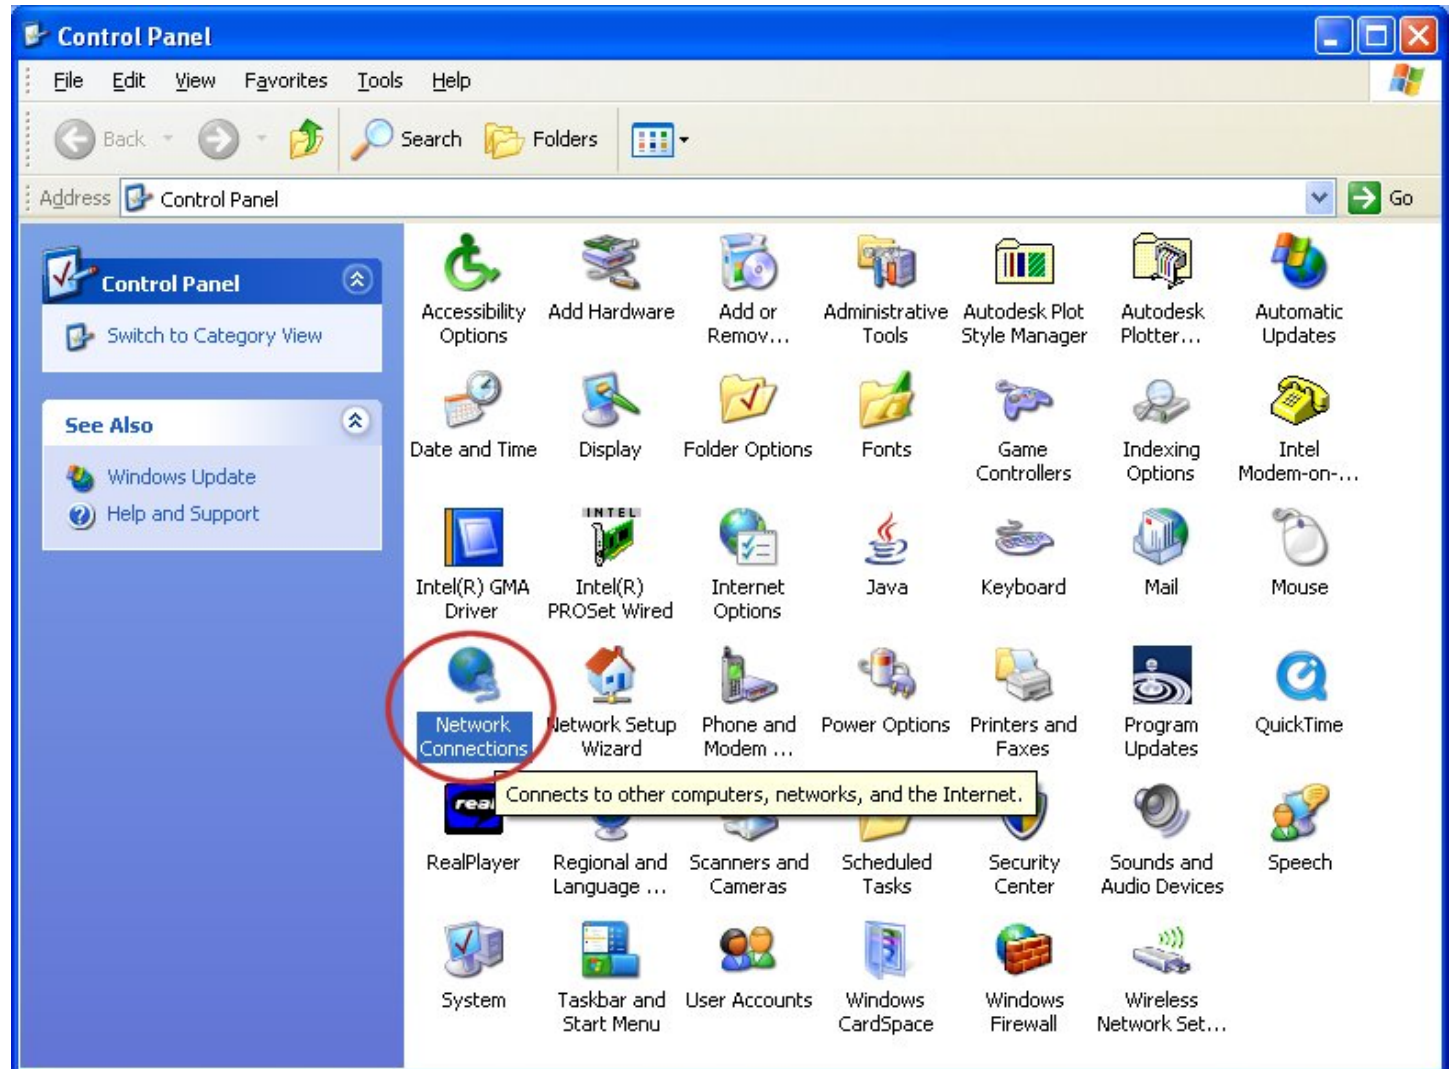 Control Panel
File Edit View Favorites Tools Help
Back Search Folders
Address Control Panel Go
Control Panel
Switch to Category View
See Also
Windows Update
Help and Support
Accessibility
Options
Add Hardware
Add or
Remov...
Administrative
Tools
Autodesk Plot
Style Manager
Autodesk
Plotter...
Automatic
Updates
Date and Time
Display
Folder Options
Fonts
Game
Controllers
Indexing
Options
Intel
Modem-on-...
Intel(R) GMA
Driver
INTEL
Intel(R)
PROSet Wired
Internet
Options
Java
Keyboard
Mail
Mouse
Network
Connections
Network Setup
Wizard
Phone and
Modem ...
Power Options
Printers and
Faxes
Program
Updates
QuickTime
Connects to other computers, networks, and the Internet.
real
RealPlayer
Regional and
Language ...
Scanners and
Cameras
Scheduled
Tasks
Security
Center
Sounds and
Audio Devices
Speech
System
Taskbar and
Start Menu
User Accounts
Windows
CardSpace
Windows
Firewall
Wireless
Network Set...